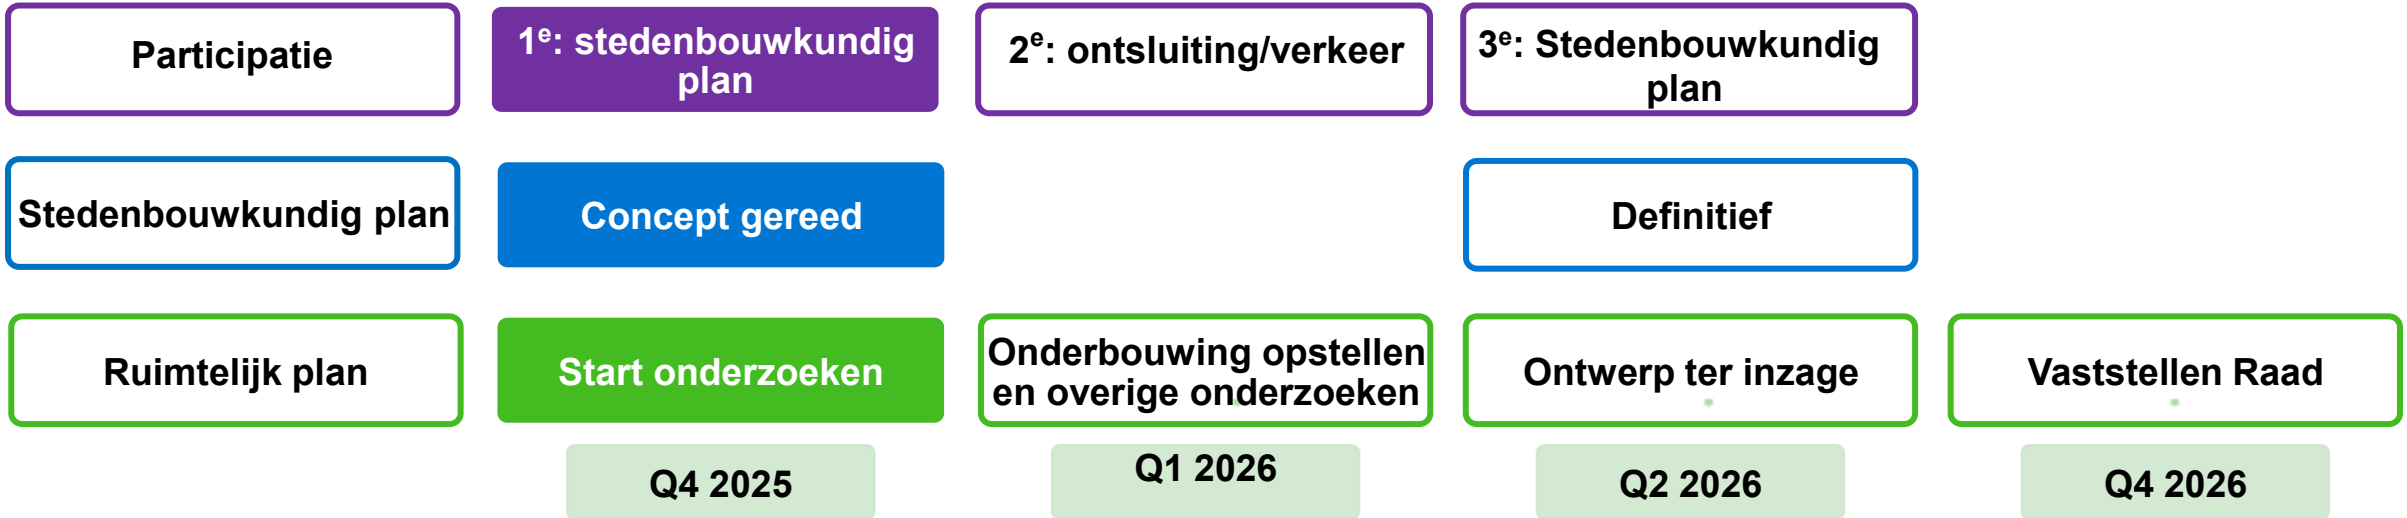 Participatie
1e: stedenbouwkundig
plan
2e: ontsluiting/verkeer
3e: Stedenbouwkundig
plan
Stedenbouwkundig plan
Concept gereed
Definitief
Ruimtelijk plan
Start onderzoeken
Onderbouwing opstellen
en overige onderzoeken
Ontwerp ter inzage
Vaststellen Raad
Q4 2025
Q1 2026
Q2 2026
Q4 2026